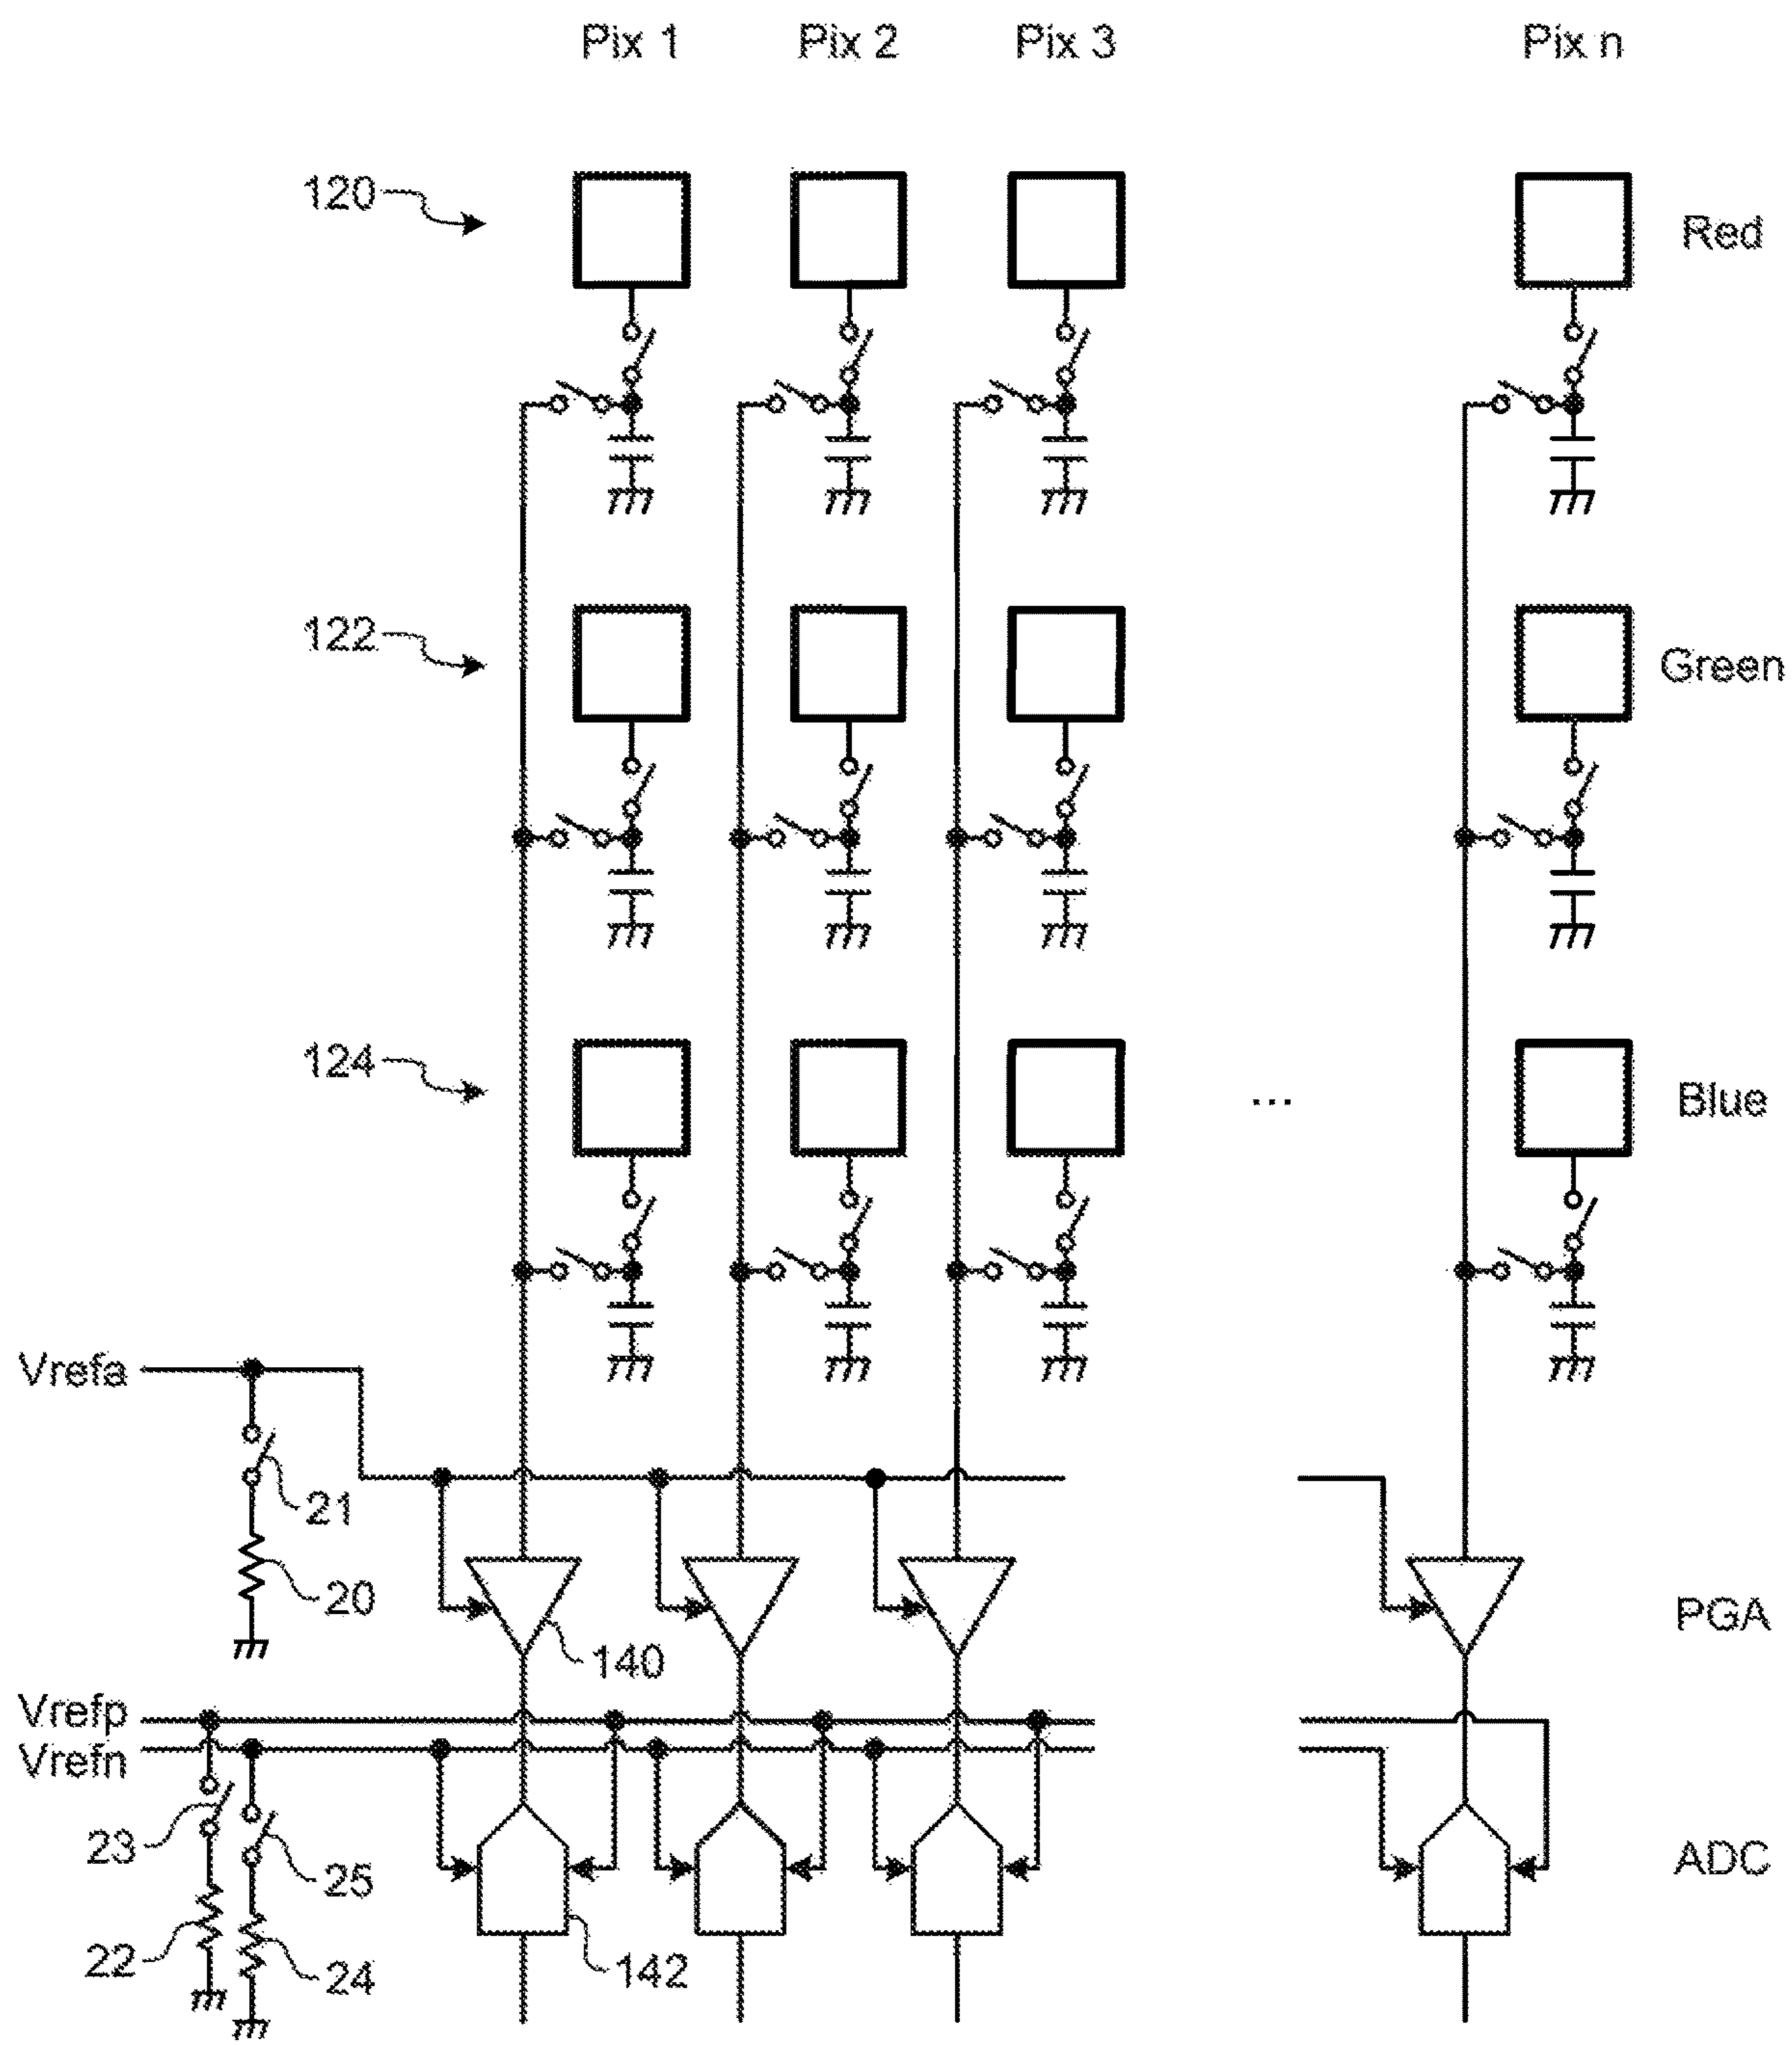 Pix 1 Pix 2 Pix 3 Pix n
120
Red
122
Green
124
...
Blue
Vrefa
21
20
PGA
140
Vrefp
Vrefn
23
25
ADC
22
24
142